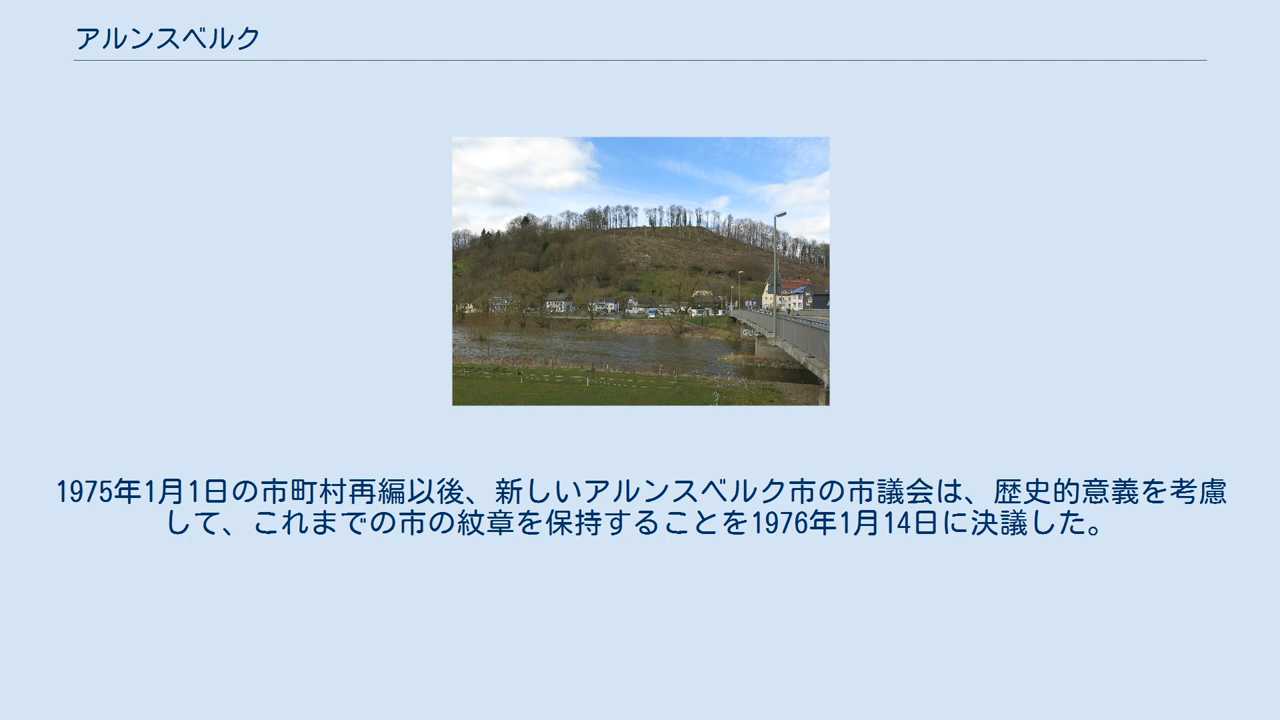 アルンスベルク
1975年1月1日の市町村再編以後、新しいアルンスベルク市の市議会は、歴史的意義を考慮
して、これまでの市の紋章を保持することを1976年1月14日に決議した。